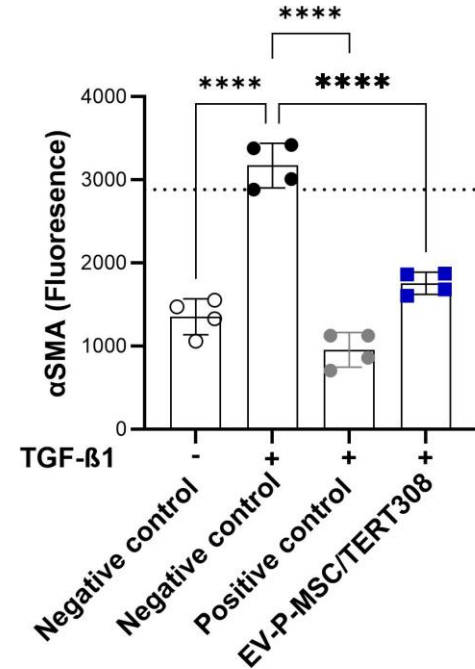 ****
**** ****
αSMA (Fluoresence)
4000
3000
2000
1000
0
TGF-ß1 - + + +
Negative control
Negative control
Positive control
EV-P-MSC/TERT308